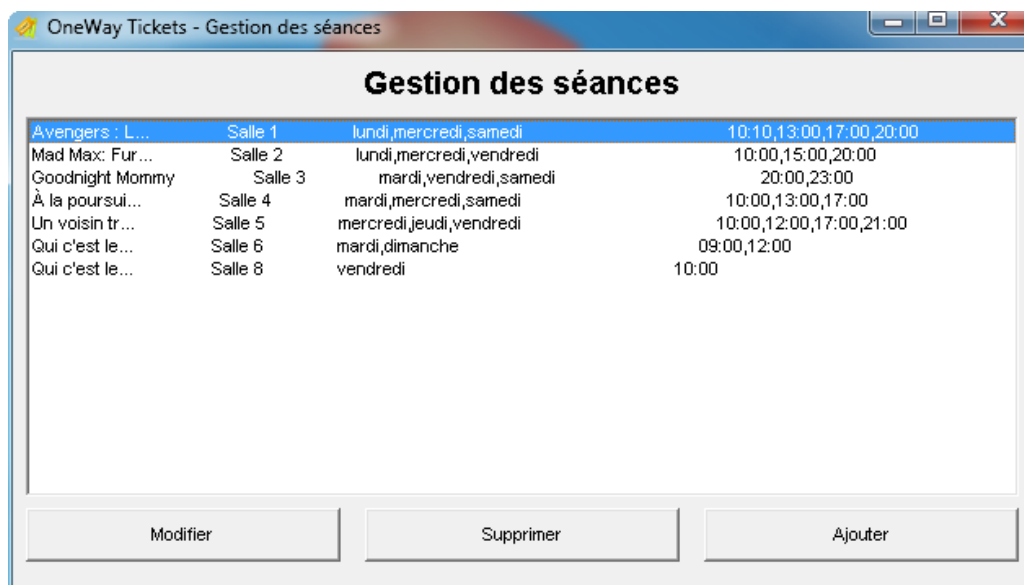 OneWay Tickets - Gestion des séances
Gestion des séances
Avengers : L... Salle 1 lundi,mercredi,samedi 10:10,13:00,17:00,20:00
Mad Max: Fur... Salle 2 lundi,mercredi,vendredi 10:00,15:00,20:00
Goodnight Mommy Salle 3 mardi,vendredi,samedi 20:00,23:00
À la poursui... Salle 4 mardi,mercredi,samedi 10:00,13:00,17:00
Un voisin tr... Salle 5 mercredi,jeudi,vendredi 10:00,12:00,17:00,21:00
Qui c'est le... Salle 6 mardi,dimanche 09:00,12:00
Qui c'est le... Salle 8 vendredi 10:00
Modifier Supprimer Ajouter